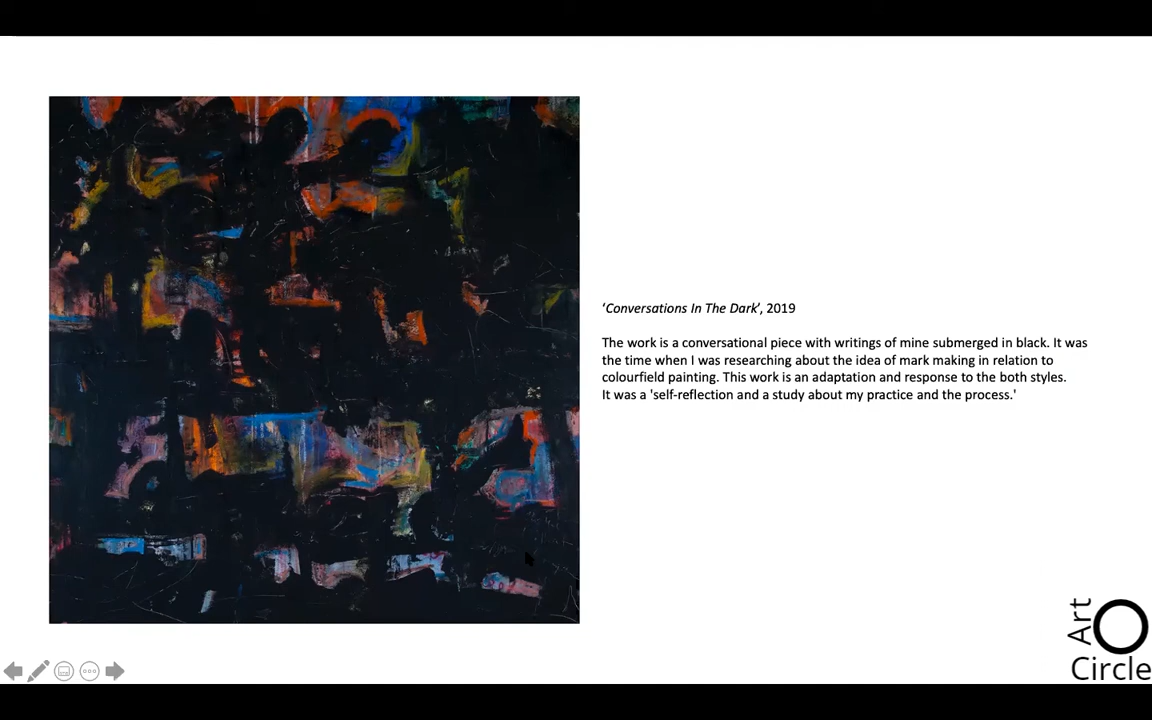 ‘Conversations In The Dark’, 2019
The work is a conversational piece with writings of mine submerged in black. It was
the time when I was researching about the idea of mark making in relation to
colourfield painting. This work is an adaptation and response to the both styles.
It was a 'self-reflection and a study about my practice and the process.'
Art
Circle